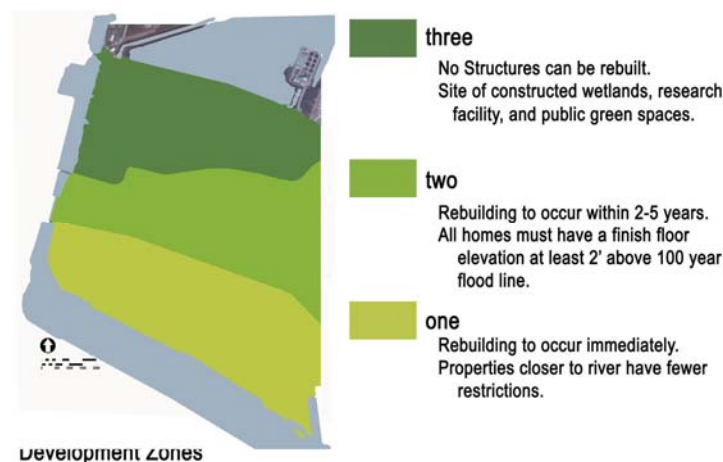 three
No Structures can be rebuilt.
Site of constructed wetlands, research
facility, and public green spaces.
two
Rebuilding to occur within 2-5 years.
All homes must have a finish floor
elevation at least 2' above 100 year
flood line.
one
Rebuilding to occur immediately.
Properties closer to river have fewer
restrictions.
Development Zones